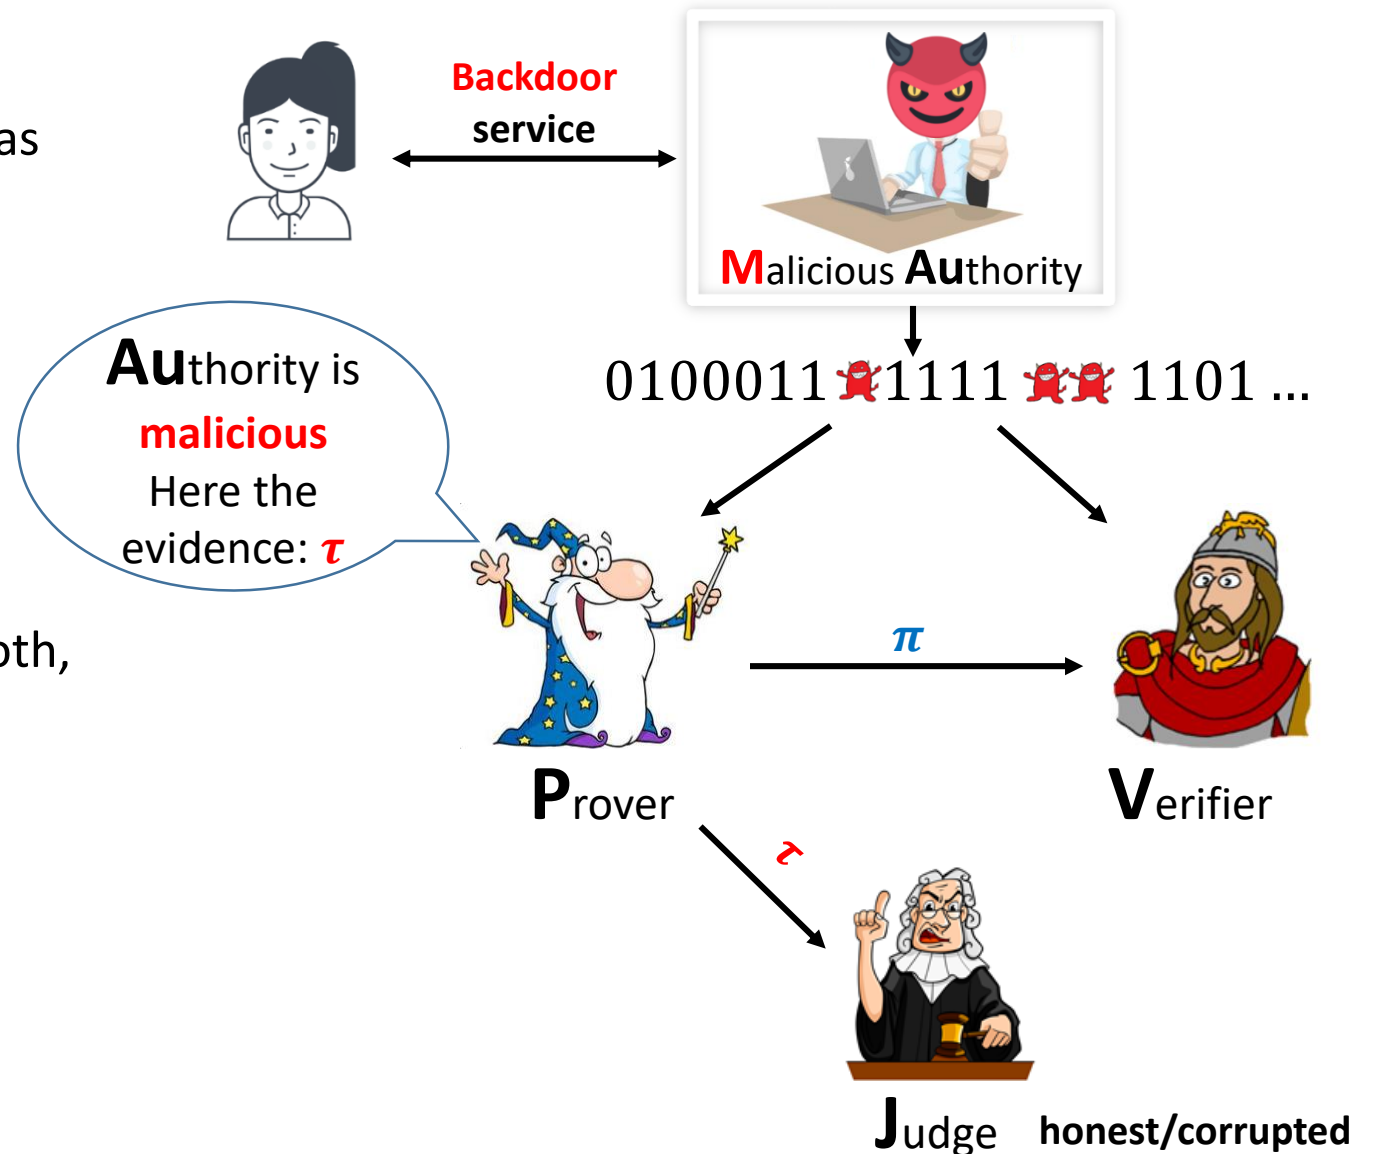 Backdoor
service
as
Malicious Authority
Authority is
malicious
Here the
evidence: τ
0100011 1111 1101 ...
oth,
π
Prover
Verifier
τ
Judge honest/corrupted